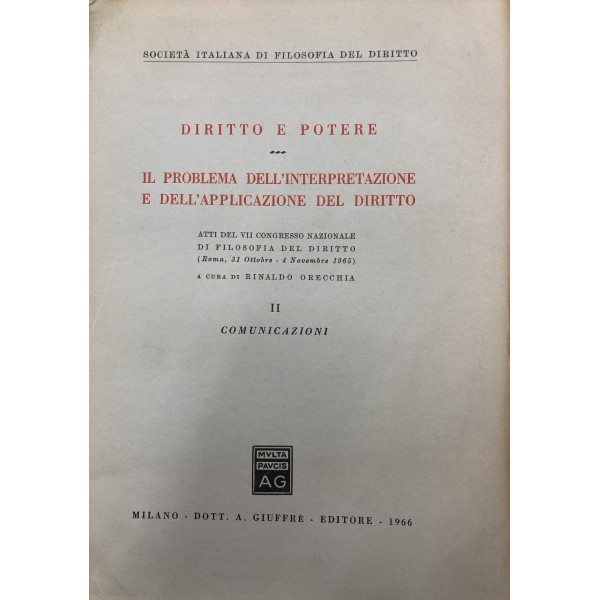 SOCIETÀ ITALIANA DI FILOSOFIA DEL DIRITTO
DIRITTO E POTERE
IL PROBLEMA DELL'INTERPRETAZIONE
E DELL'APPLICAZIONE DEL DIRITTO
ATTI DEL VII CONGRESSO NAZIONALE
DI FILOSOFIA DEL DIRITTO
(Roma, 31 Ottobre - 4 Novembre 1965)
A CURA DI RINALDO ORECCHIA
II
COMUNICAZIONI
MVLTA
PAVCIS
AG
MILANO - DOTT. A. GIUFFRÈ - EDITORE - 1966